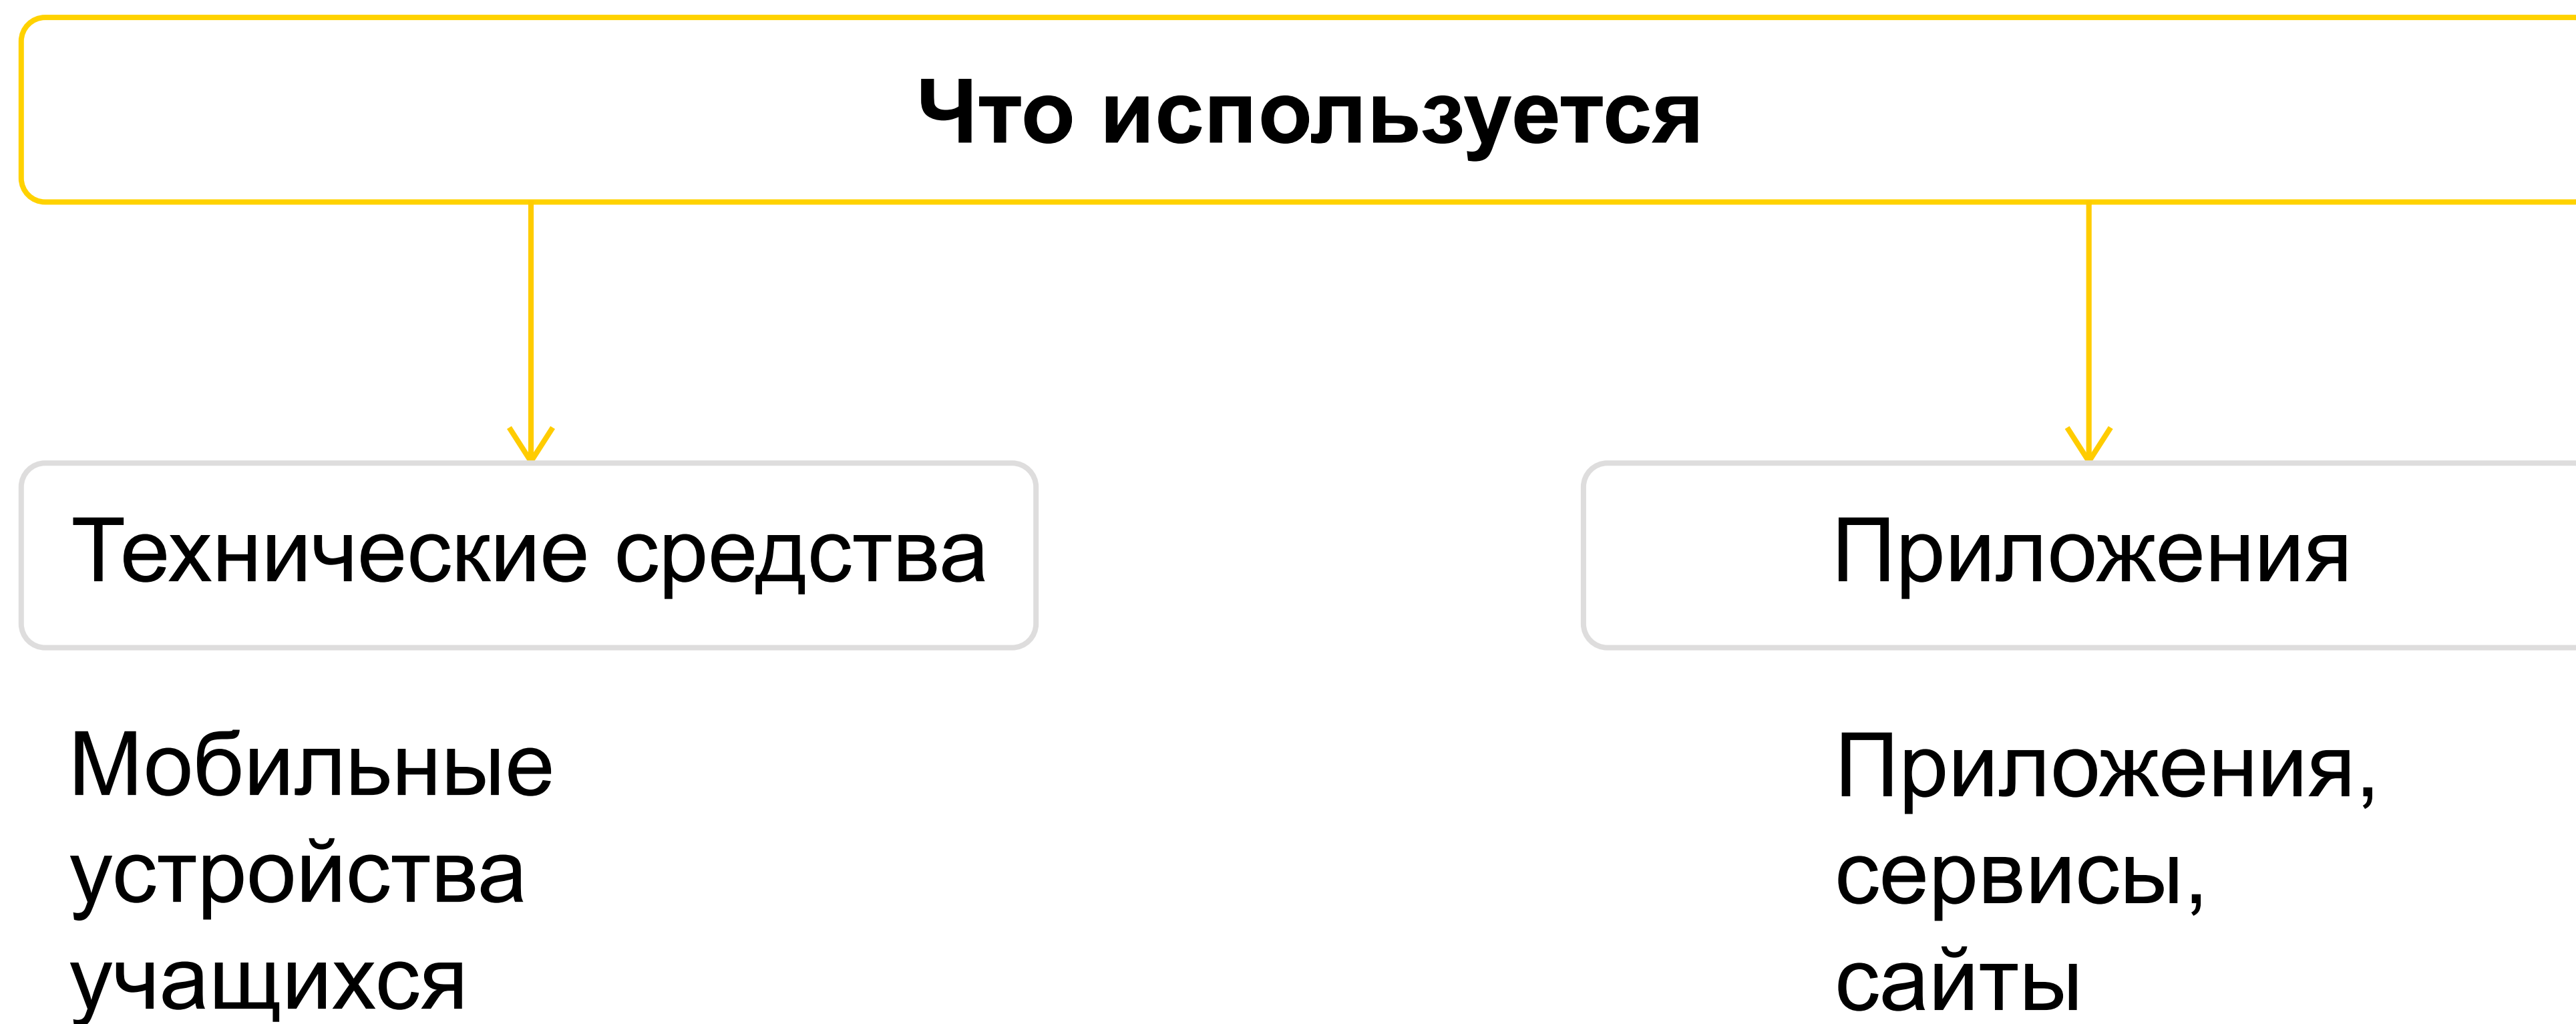 Что используется
Технические средства
Приложения
Мобильные
устройства
учащихся
Приложения,
сервисы,
сайты